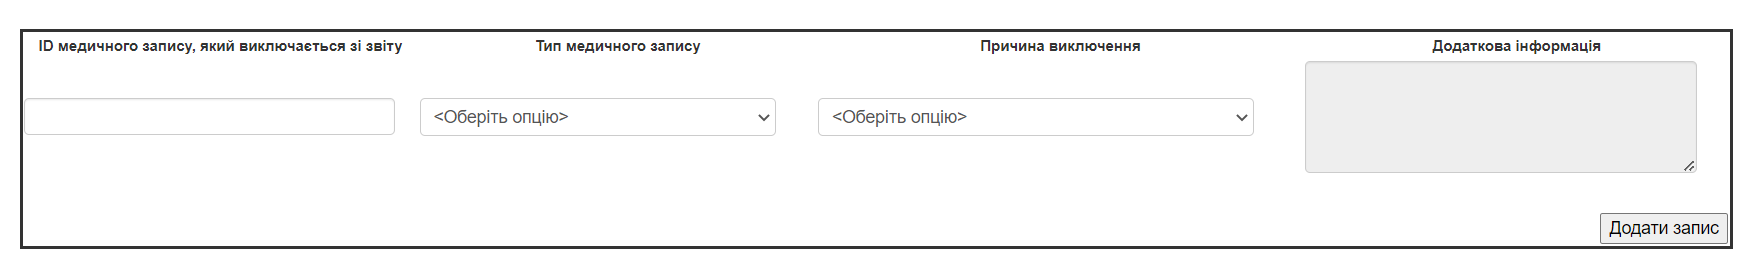 ID медичного запису, який виключається зі звіту
Тип медичного запису
Причина виключення
Додаткова інформація
<Оберіть опцію>
<Оберіть опцію>
Додати запис